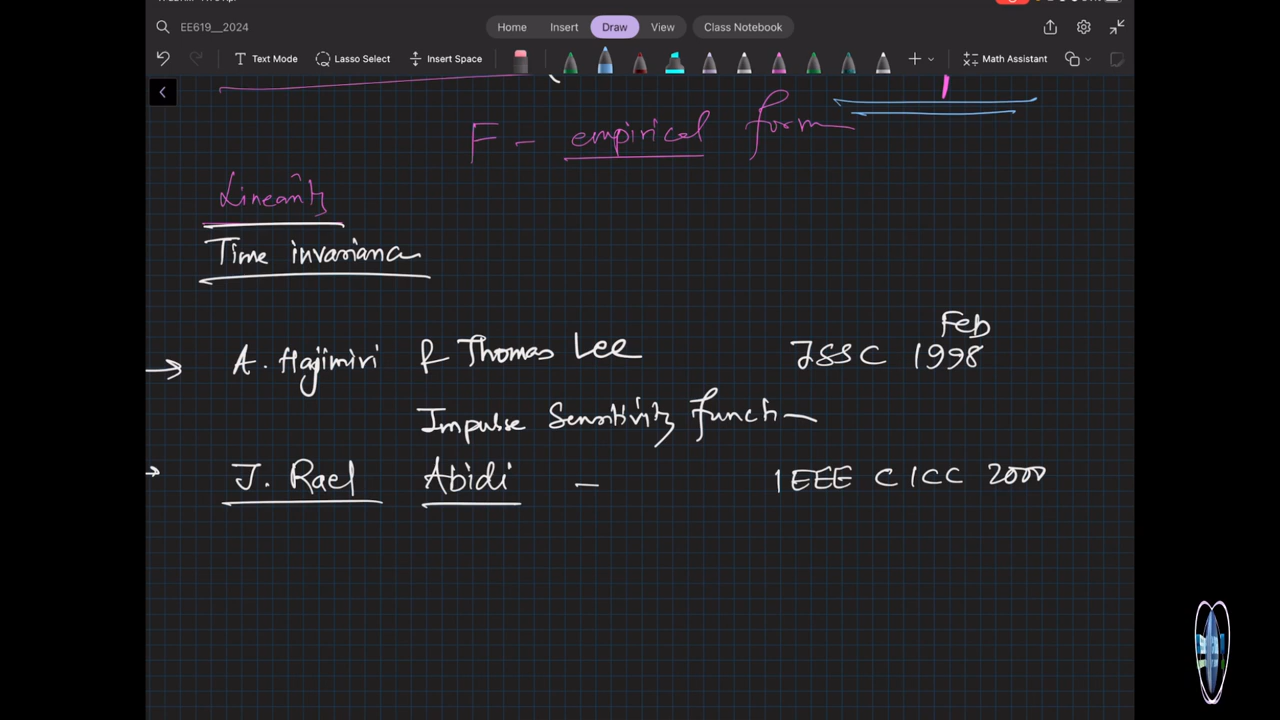 EE619__2024
Home Insert Draw View Class Notebook
Text Mode Lasso Select Insert Space Math Assistant
F - empirical form
Linearity
Time invariance
A. Hajimiri & Thomas Lee JSSC 1998 Feb
Impulse Sensitivity Function
J. Rael Abidi — IEEE CICC 2000